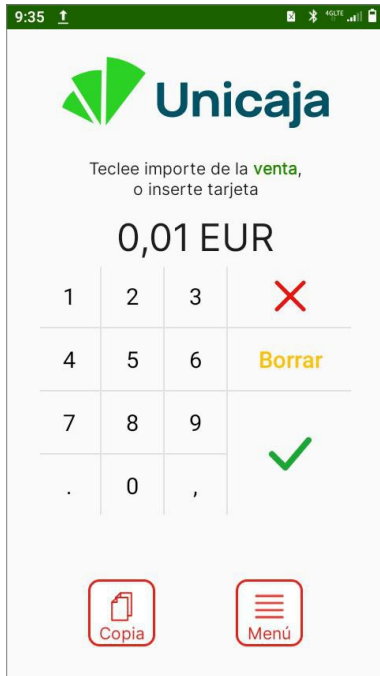 9:35
4GLTE
Unicaja
Teclee importe de la venta,
o inserte tarjeta
0,01 EUR
1 2 3
4 5 6 Borrar
7 8 9
. 0 ,
Copia Menú